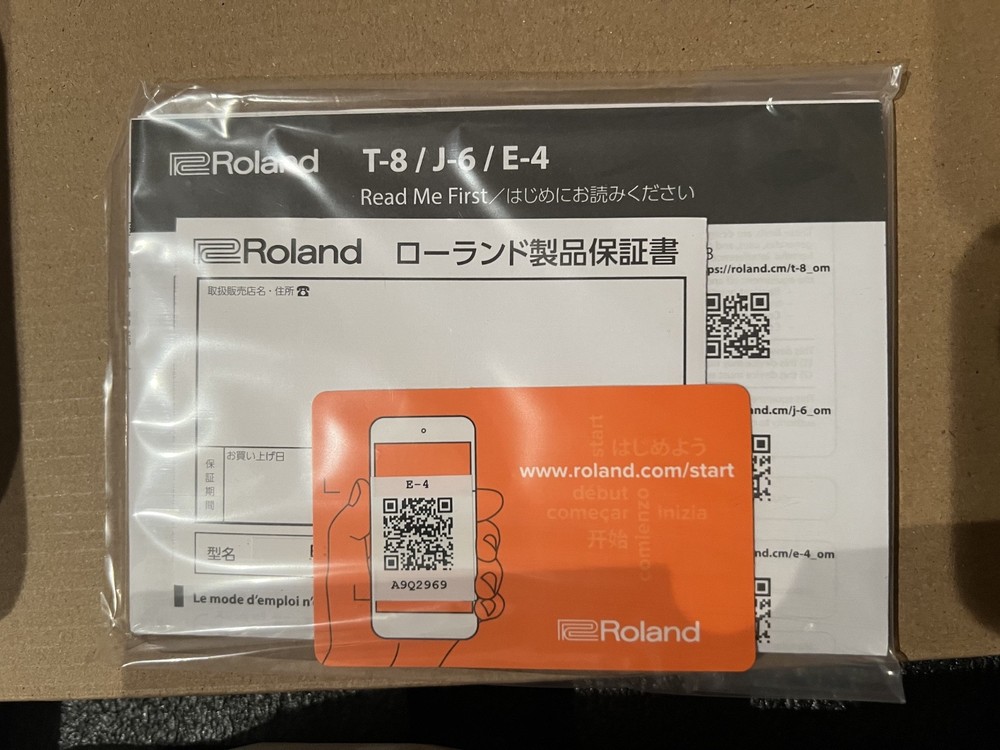 Roland T-8 / J-6 / E-4
Read Me First／はじめにお読みください
Roland ローランド製品保証書
取扱販売店名・住所☎
ps://roland.cm/t-8_om
nd.cm/j-6_om
nd.cm/e-4_om
お買い上げ日
保証期間
型名
Le mode d'emploi n'
E-4
A9Q2969
start
はじめよう
www.roland.com/start
début
começar
inizia
comienzo
开始
Roland